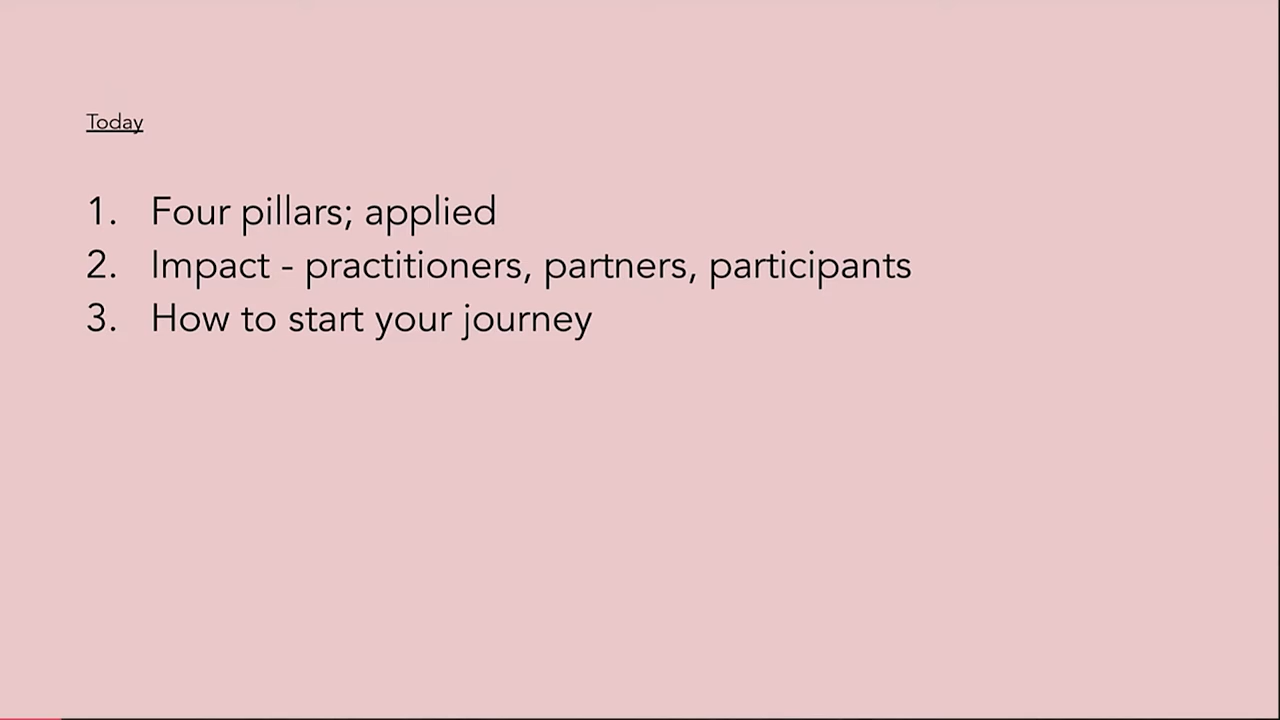 Today
1. Four pillars; applied
2. Impact - practitioners, partners, participants
3. How to start your journey